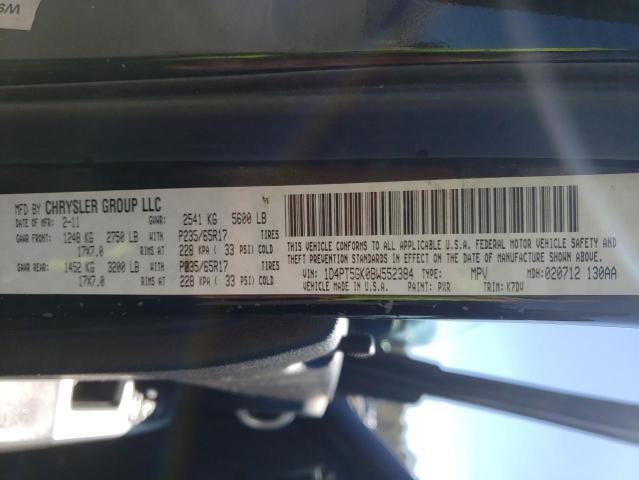 MFD BY CHRYSLER GROUP LLC
DATE OF MFR: 2-11 GVWR: 2541 KG 5600 LB
GAWR FRONT: 1248 KG 2750 LB WITH P235/65R17 TIRES
17X7.0 RIMS AT 228 KPA ( 33 PSI) COLD
GAWR REAR: 1452 KG 3200 LB WITH P235/65R17 TIRES
17X7.0 RIMS AT 228 KPA ( 33 PSI) COLD
THIS VEHICLE CONFORMS TO ALL APPLICABLE U.S.A. FEDERAL MOTOR VEHICLE SAFETY AND
THEFT PREVENTION STANDARDS IN EFFECT ON THE DATE OF MANUFACTURE SHOWN ABOVE.
VIN: 1D4PT5GK0BW552384 TYPE: MPV MDH: 020712 130AA
VEHICLE MADE IN U.S.A. PAINT: PXR TRIM: K7DV